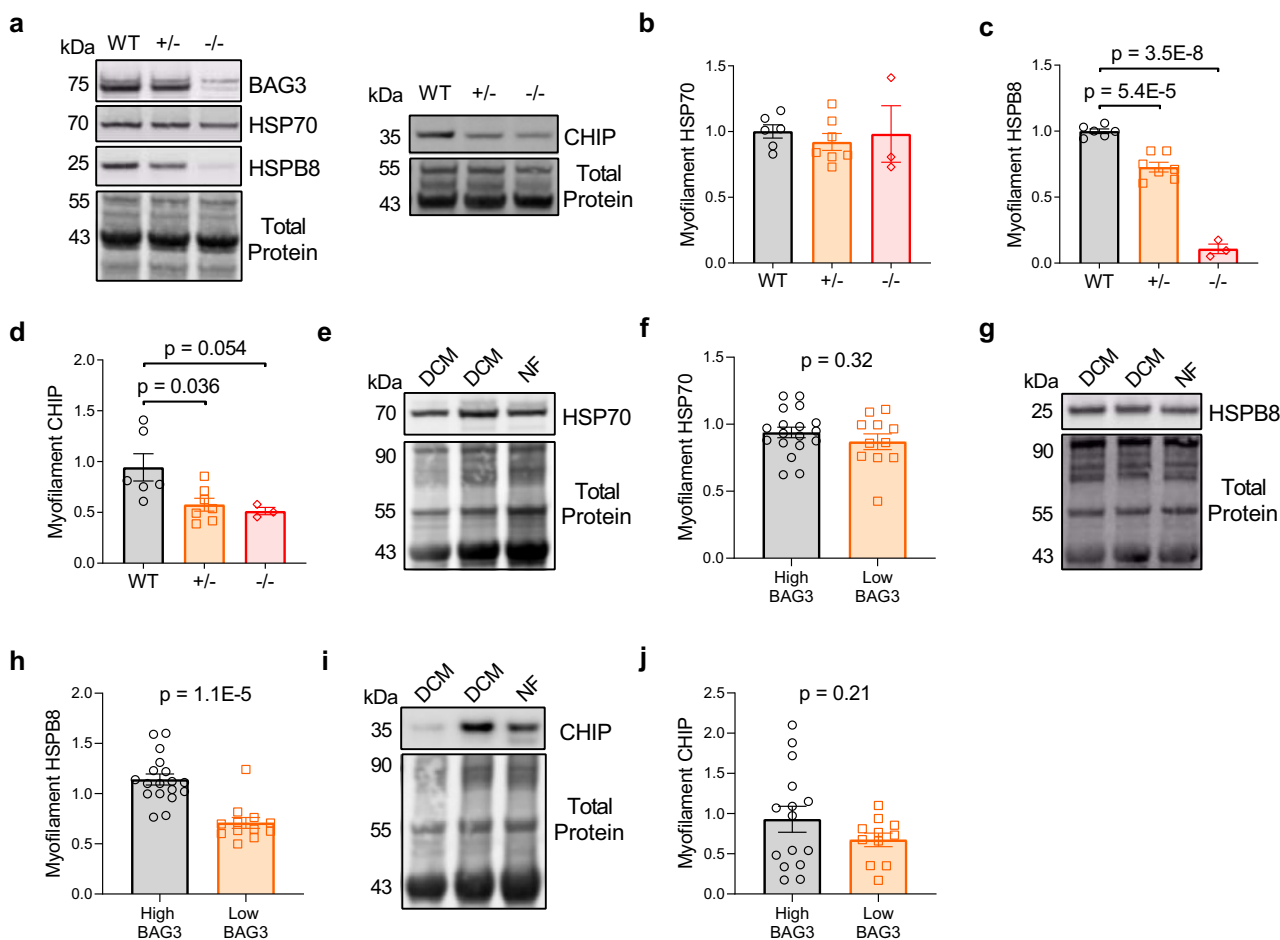 a
kDa WT +/- -/-
75 BAG3
70 HSP70
25 HSPB8
55
43
Total
Protein
kDa WT +/- -/-
35 CHIP
55
43
Total
Protein
b
Myofilament HSP70
1.5
1.0
0.5
0.0
WT +/- -/-
c
Myofilament HSPB8
p = 3.5E-8
p = 5.4E-5
1.5
1.0
0.5
0.0
WT +/- -/-
d
Myofilament CHIP
p = 0.054
p = 0.036
2.0
1.5
1.0
0.5
0.0
WT +/- -/-
e
DCM DCM NF
kDa
70 HSP70
90
55
43
Total
Protein
f
Myofilament HSP70
p = 0.32
1.5
1.0
0.5
0.0
High Low
BAG3 BAG3
g
DCM DCM NF
kDa
25 HSPB8
90
55
43
Total
Protein
h
Myofilament HSPB8
p = 1.1E-5
2.0
1.5
1.0
0.5
0.0
High Low
BAG3 BAG3
i
DCM DCM NF
kDa
35 CHIP
90
55
43
Total
Protein
j
Myofilament CHIP
p = 0.21
2.5
2.0
1.5
1.0
0.5
0.0
High Low
BAG3 BAG3